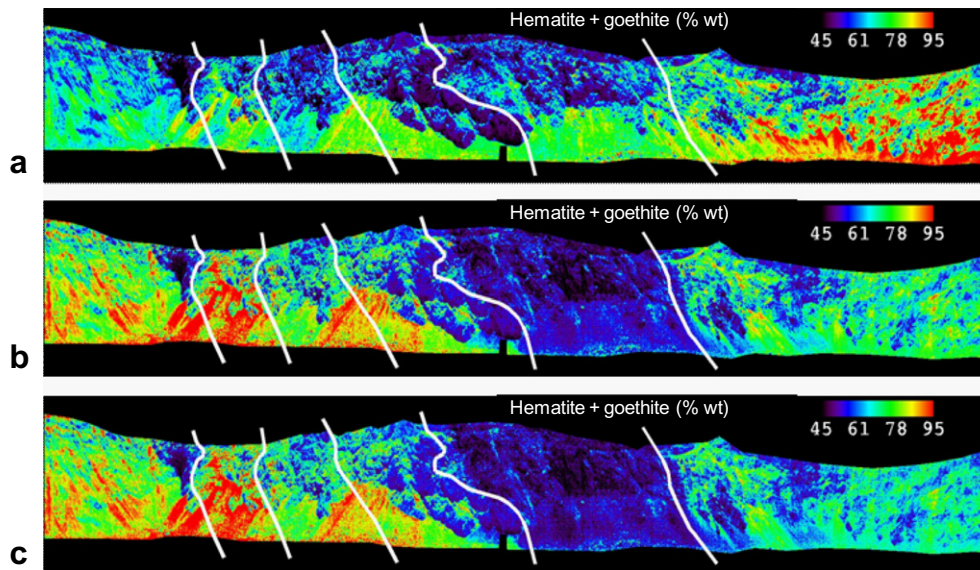 Hematite + goethite (% wt)
45 61 78 95
a
Hematite + goethite (% wt)
45 61 78 95
b
Hematite + goethite (% wt)
45 61 78 95
c